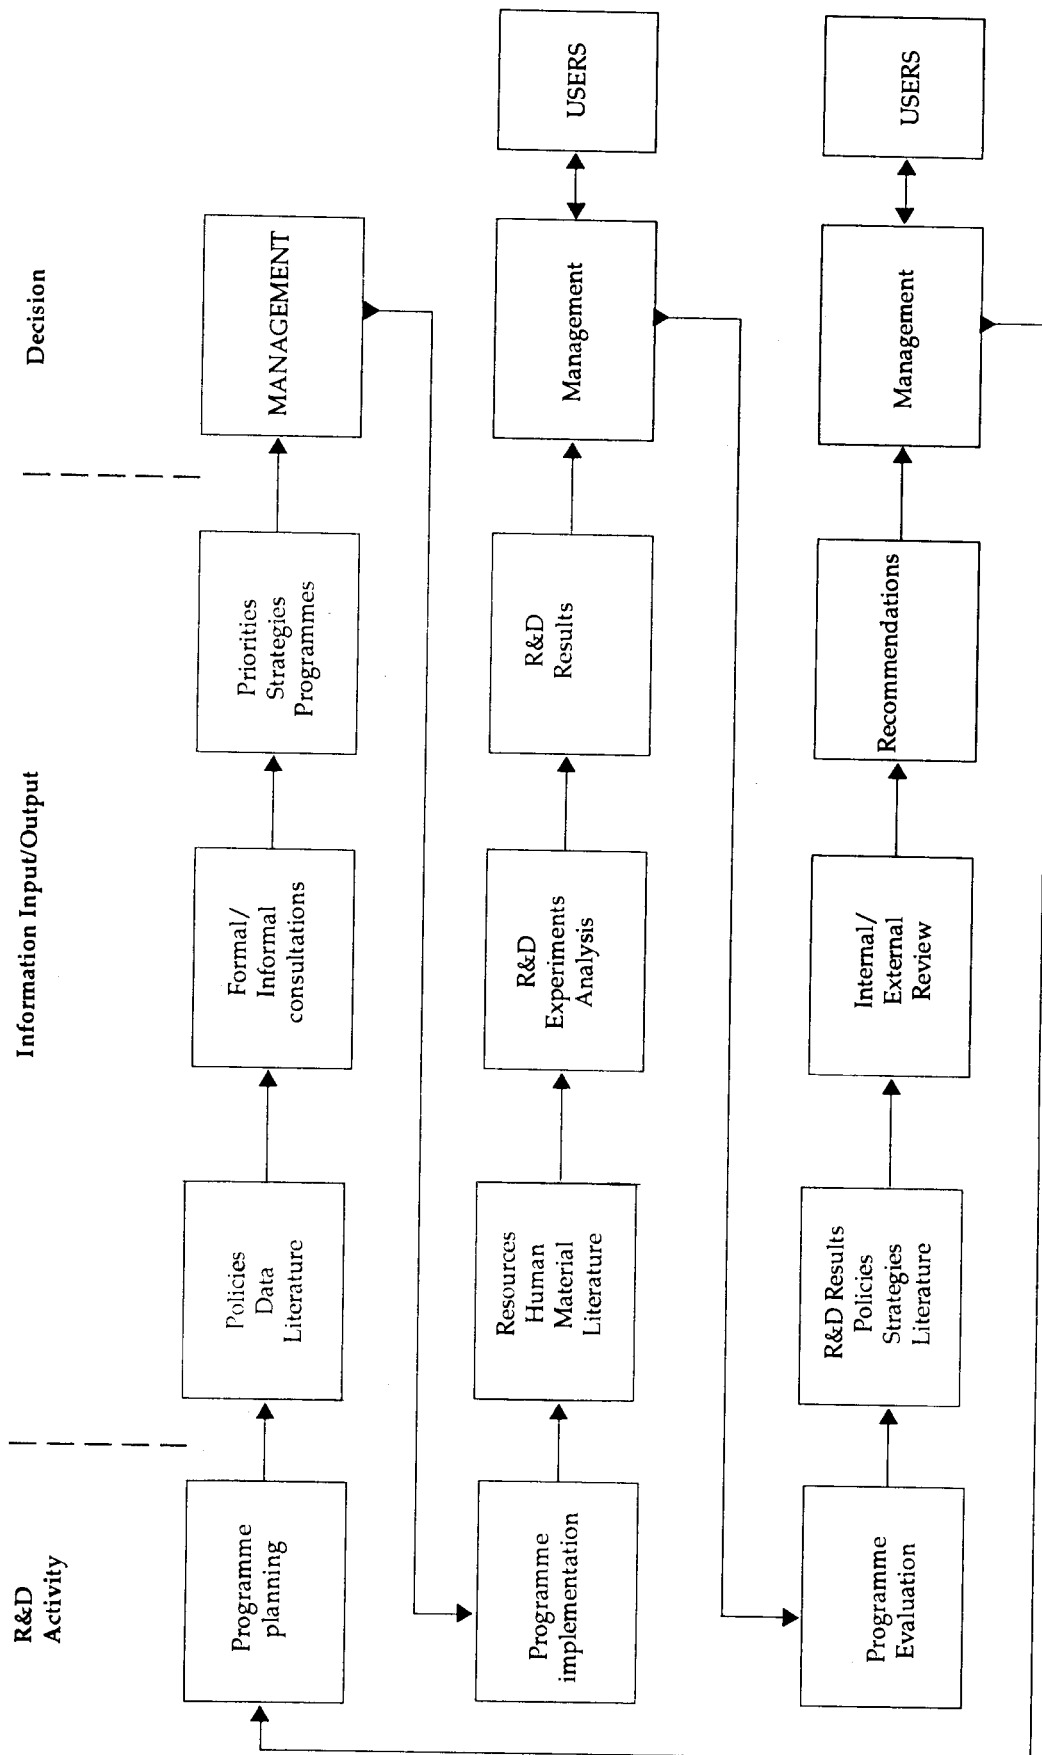 R&D
Activity
Information Input/Output
Decision
Programme
planning
Policies
Data
Literature
Formal/
Informal
consultations
Priorities
Strategies
Programmes
MANAGEMENT
Programme
implementation
Resources
Human
Material
Literature
R&D
Experiments
Analysis
R&D
Results
Management
USERS
Programme
Evaluation
R&D Results
Policies
Strategies
Literature
Internal/
External
Review
Recommendations
Management
USERS